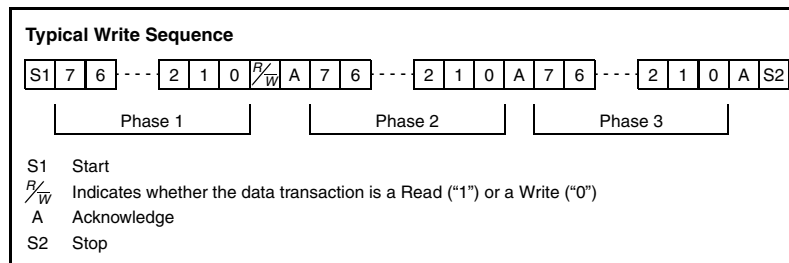 Typical Write Sequence
S1 7 6 2 1 0 R/W A 7 6 2 1 0 A 7 6 2 1 0 A S2
Phase 1 Phase 2 Phase 3
S1 Start
R/W Indicates whether the data transaction is a Read (“1”) or a Write (“0”)
A Acknowledge
S2 Stop